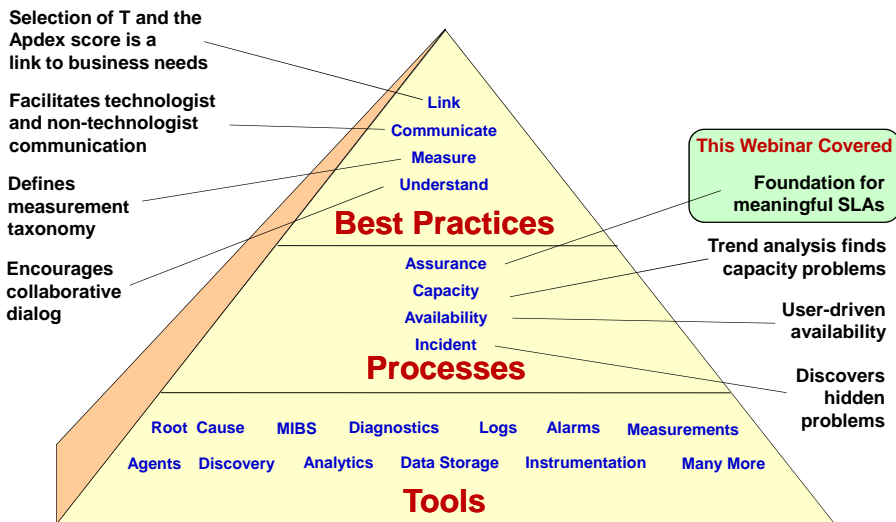 Selection of T and the
Apdex score is a
link to business needs
Facilitates technologist
and non-technologist
communication
Defines
measurement
taxonomy
Encourages
collaborative
dialog
Link
Communicate
Measure
Understand
Best Practices
Assurance
Capacity
Availability
Incident
Processes
Root Cause MIBS Diagnostics Logs Alarms Measurements
Agents Discovery Analytics Data Storage Instrumentation Many More
Tools
This Webinar Covered
Foundation for
meaningful SLAs
Trend analysis finds
capacity problems
User-driven
availability
Discovers
hidden
problems